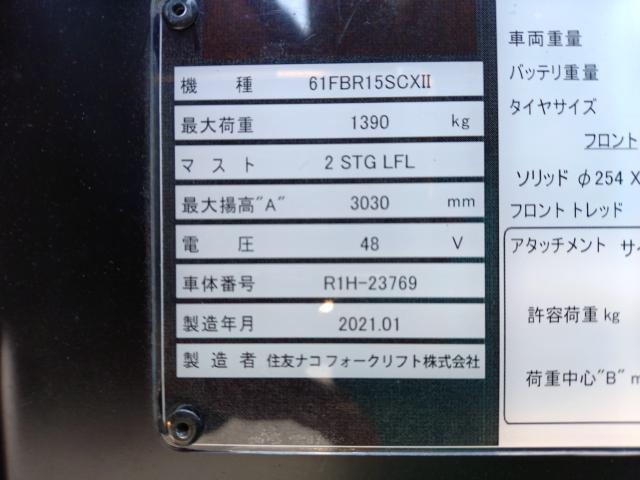 機 種 61FBR15SCXⅡ
最大荷重 1390 kg
マスト 2 STG LFL
最大揚高"A" 3030 mm
電 圧 48 V
車体番号 R1H-23769
製造年月 2021.01
製造者 住友ナコ フォークリフト株式会社
車両重量
バッテリ重量
タイヤサイズ
フロント
ソリッド φ254 X
フロント トレッド
アタッチメント サイ
許容荷重 kg
荷重中心"B" m